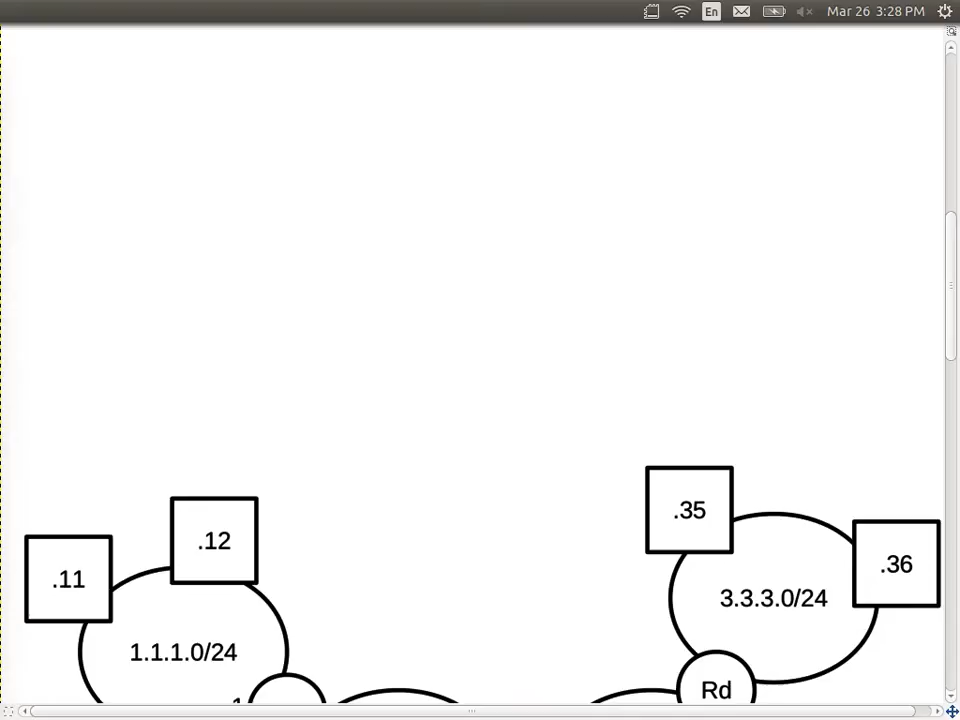 En
Mar 26 3:28 PM
.35
.12
.36
.11
3.3.3.0/24
1.1.1.0/24
Rd